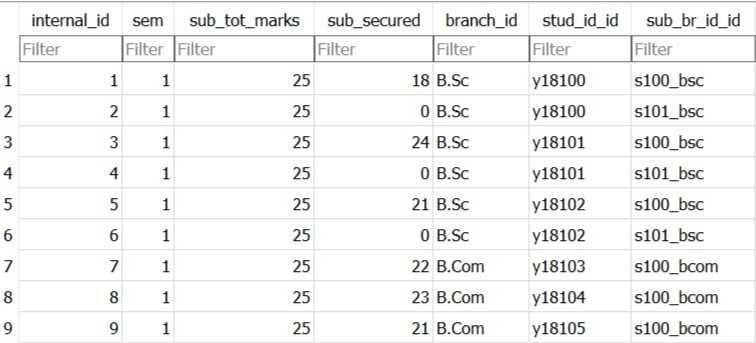 internal_id sem sub_tot_marks sub_secured branch_id stud_id_id sub_br_id_id
Filter Filter Filter Filter Filter Filter Filter
1 1 1 25 18 B.Sc y18100 s100_bsc
2 2 1 25 0 B.Sc y18100 s101_bsc
3 3 1 25 24 B.Sc y18101 s100_bsc
4 4 1 25 0 B.Sc y18101 s101_bsc
5 5 1 25 21 B.Sc y18102 s100_bsc
6 6 1 25 0 B.Sc y18102 s101_bsc
7 7 1 25 22 B.Com y18103 s100_bcom
8 8 1 25 23 B.Com y18104 s100_bcom
9 9 1 25 21 B.Com y18105 s100_bcom